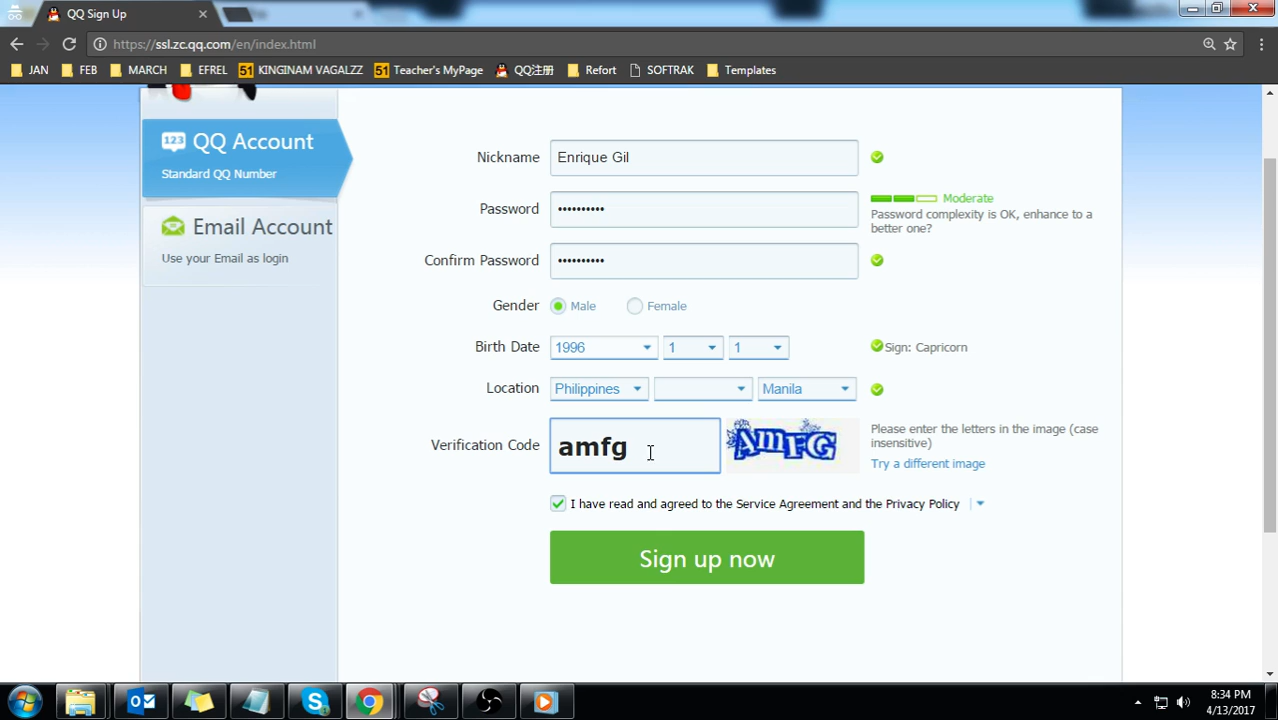 QQ Sign Up
https://ssl.zc.qq.com/en/index.html
JAN FEB MARCH EFREL 51 KINGINAM VAGALZZ 51 Teacher's MyPage QQ注册 Refort SOFTRAK Templates
123 QQ Account
Standard QQ Number
Email Account
Use your Email as login
Nickname Enrique Gil
Password •••••••••• Moderate
Password complexity is OK, enhance to a
better one?
Confirm Password ••••••••••
Gender Male Female
Birth Date 1996 1 1 Sign: Capricorn
Location Philippines Manila
Verification Code amfg AMFG
Please enter the letters in the image (case
insensitive)
Try a different image
I have read and agreed to the Service Agreement and the Privacy Policy
Sign up now
8:34 PM
4/13/2017